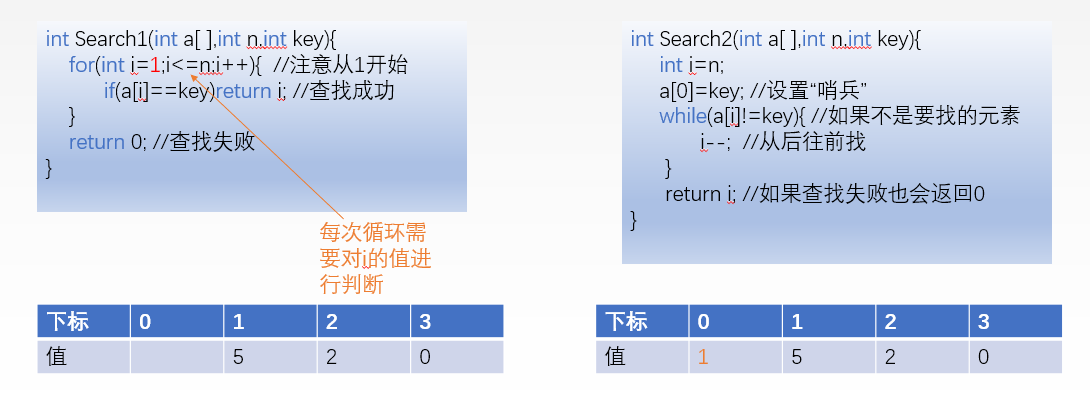 int Search1(int a[ ],int n,int key){
for(int i=1;i<=n;i++){  //注意从1开始
if(a[i]==key)return i; //查找成功
}
return 0; //查找失败
}
每次循环需
要对i的值进
行判断
下标 0 1 2 3
值 5 2 0
int Search2(int a[ ],int n,int key){
int i=n;
a[0]=key; //设置“哨兵”
while(a[i]!=key){ //如果不是要找的元素
i--;  //从后往前找
}
return i; //如果查找失败也会返回0
}
下标 0 1 2 3
值 1 5 2 0